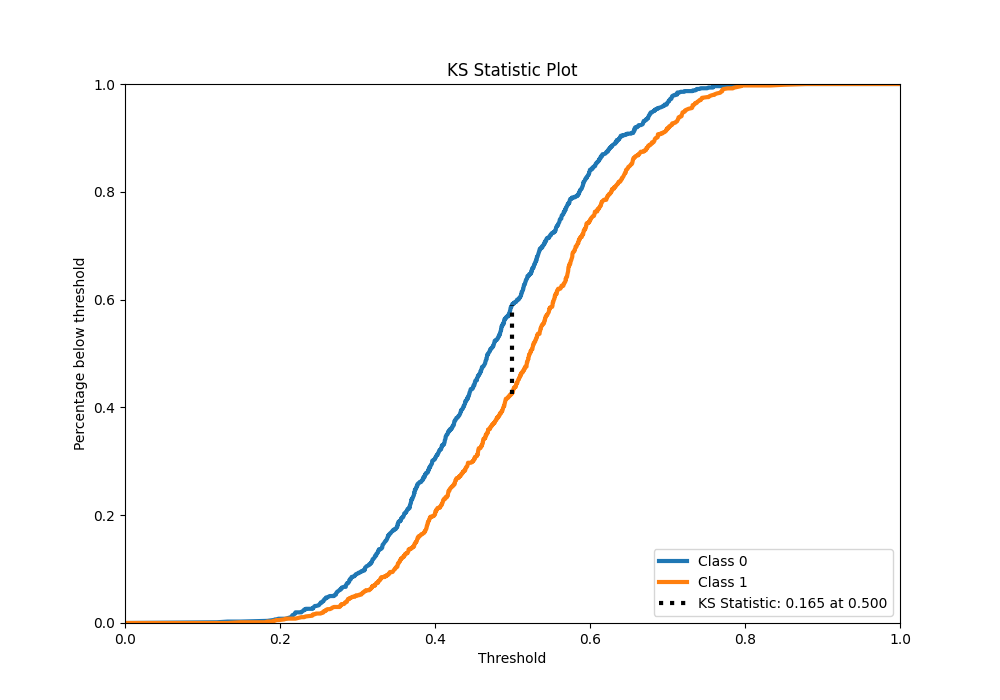 KS Statistic Plot
1.0
0.8
0.6
0.4
0.2
0.0
Percentage below threshold
0.0 0.2 0.4 0.6 0.8 1.0
Threshold
Class 0
Class 1
KS Statistic: 0.165 at 0.500